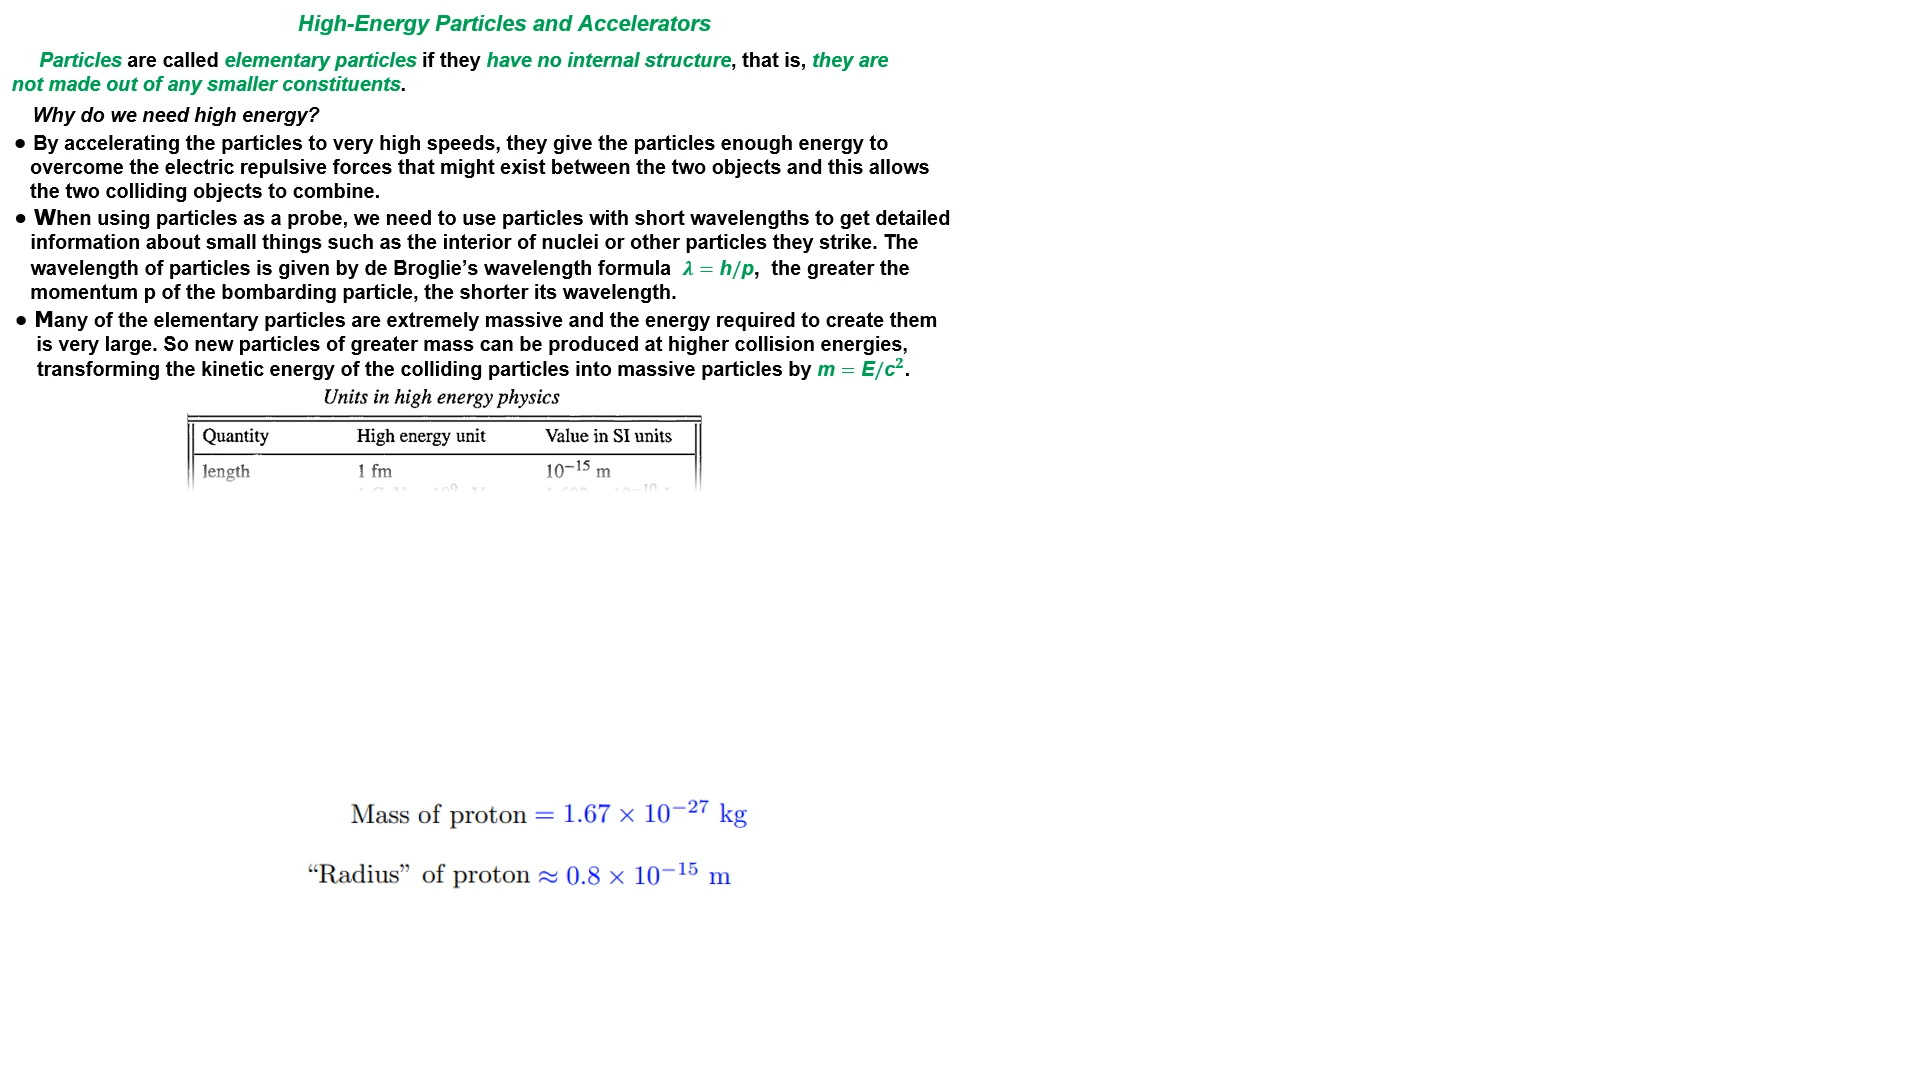 High-Energy Particles and Accelerators
Particles are called elementary particles if they have no internal structure, that is, they are
not made out of any smaller constituents.
Why do we need high energy?
● By accelerating the particles to very high speeds, they give the particles enough energy to
overcome the electric repulsive forces that might exist between the two objects and this allows
the two colliding objects to combine.
● When using particles as a probe, we need to use particles with short wavelengths to get detailed
information about small things such as the interior of nuclei or other particles they strike. The
wavelength of particles is given by de Broglie’s wavelength formula λ = h/p, the greater the
momentum p of the bombarding particle, the shorter its wavelength.
● Many of the elementary particles are extremely massive and the energy required to create them
is very large. So new particles of greater mass can be produced at higher collision energies,
transforming the kinetic energy of the colliding particles into massive particles by m = E/c².
Units in high energy physics
Quantity High energy unit Value in SI units
length 1 fm 10⁻¹⁵ m
Mass of proton = 1.67 × 10⁻²⁷ kg
“Radius” of proton ≈ 0.8 × 10⁻¹⁵ m